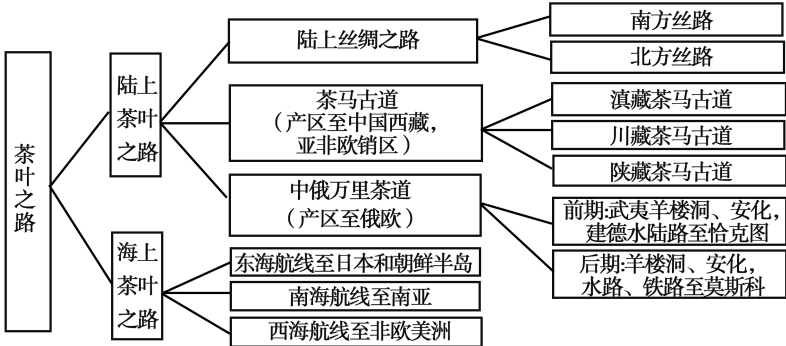 茶叶之路
陆上
茶叶
之路
海上
茶叶
之路
陆上丝绸之路
茶马古道
（产区至中国西藏，
亚非欧销区）
中俄万里茶道
（产区至俄欧）
东海航线至日本和朝鲜半岛
南海航线至南亚
西海航线至非欧美洲
南方丝路
北方丝路
滇藏茶马古道
川藏茶马古道
陕藏茶马古道
前期:武夷羊楼洞、安化，
建德水陆路至恰克图
后期:羊楼洞、安化，
水路、铁路至莫斯科